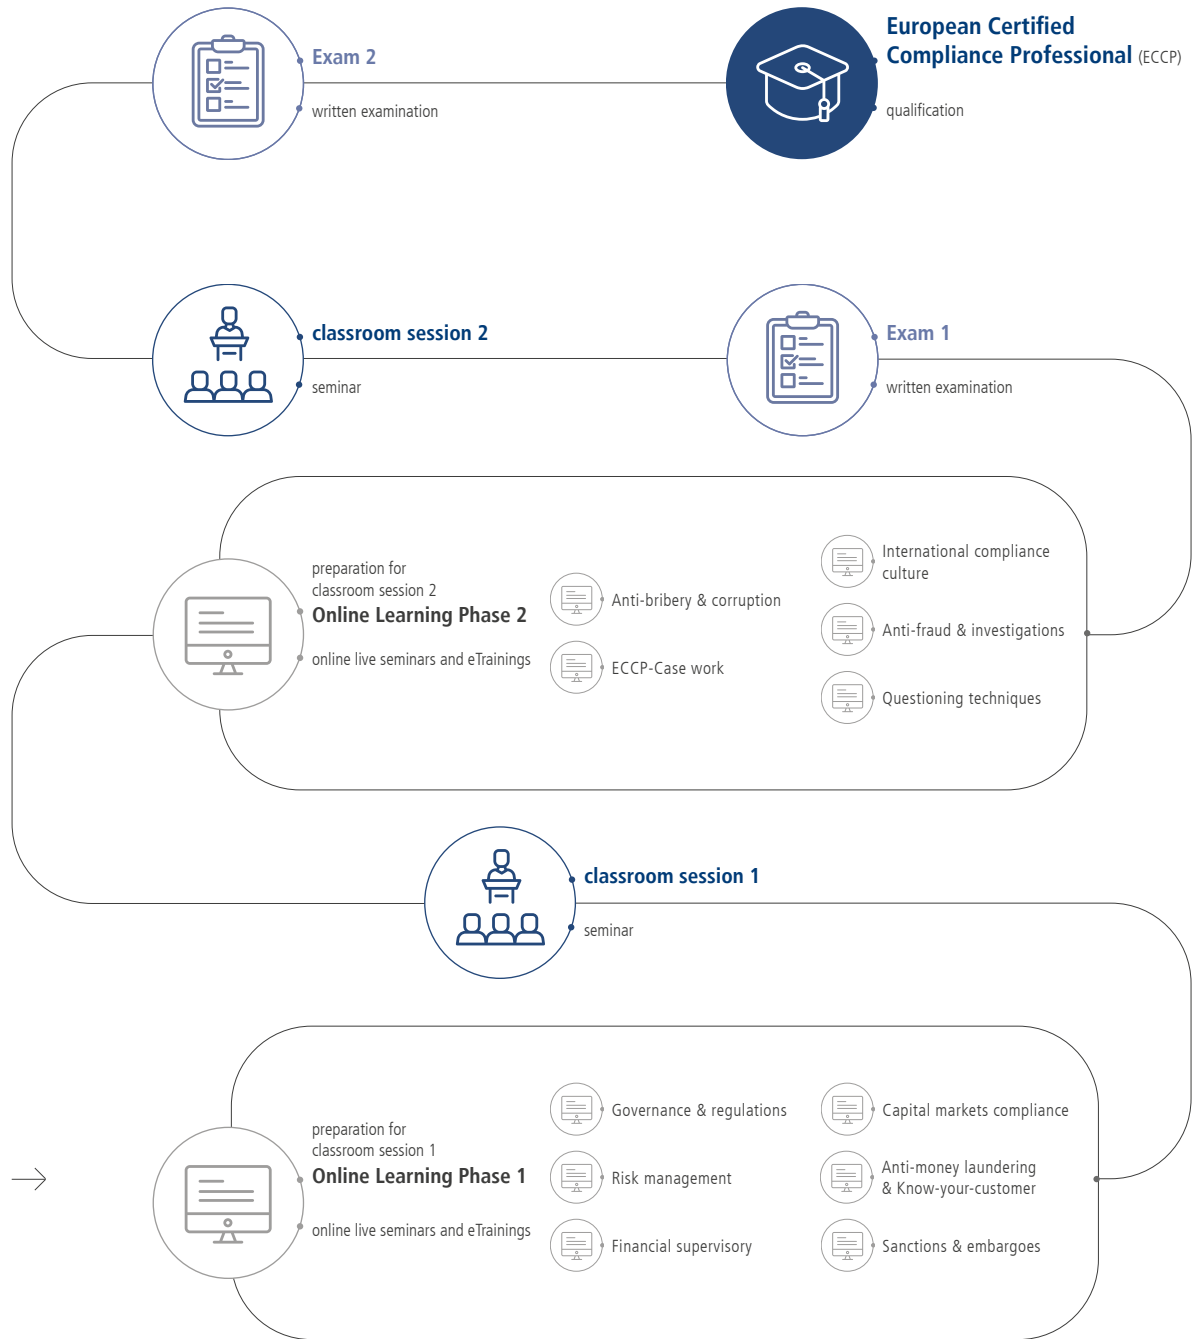 Exam 2
written examination
European Certified
Compliance Professional (ECCP)
qualification
classroom session 2
seminar
Exam 1
written examination
preparation for
classroom session 2
Online Learning Phase 2
online live seminars and eTrainings
Anti-bribery & corruption
ECCP-Case work
International compliance
culture
Anti-fraud & investigations
Questioning techniques
classroom session 1
seminar
preparation for
classroom session 1
Online Learning Phase 1
online live seminars and eTrainings
Governance & regulations
Risk management
Financial supervisory
Capital markets compliance
Anti-money laundering
& Know-your-customer
Sanctions & embargoes